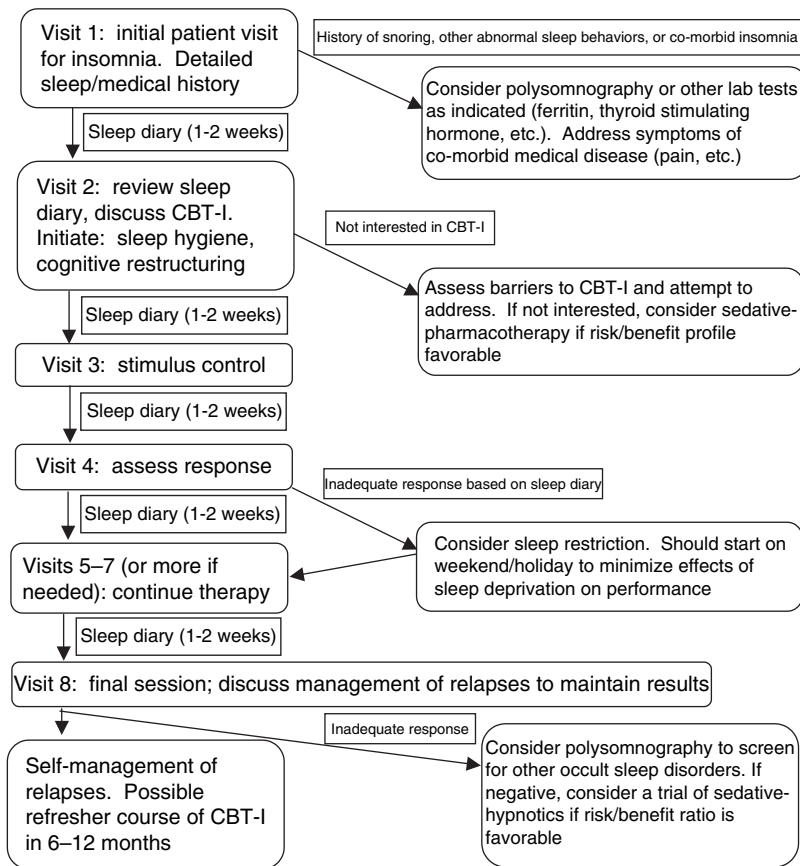 Visit 1:  initial patient visit
for insomnia.  Detailed
sleep/medical history
History of snoring, other abnormal sleep behaviors, or co-morbid insomnia
Consider polysomnography or other lab tests
as indicated (ferritin, thyroid stimulating
hormone, etc.).  Address symptoms of
co-morbid medical disease (pain, etc.)
Sleep diary (1-2 weeks)
Visit 2:  review sleep
diary, discuss CBT-I.
Initiate:  sleep hygiene,
cognitive restructuring
Not interested in CBT-I
Assess barriers to CBT-I and attempt to
address.  If not interested, consider sedative-
pharmacotherapy if risk/benefit profile
favorable
Sleep diary (1-2 weeks)
Visit 3:  stimulus control
Sleep diary (1-2 weeks)
Visit 4:  assess response
Inadequate response based on sleep diary
Sleep diary (1-2 weeks)
Consider sleep restriction.  Should start on
weekend/holiday to minimize effects of
sleep deprivation on performance
Visits 5–7 (or more if
needed): continue therapy
Sleep diary (1-2 weeks)
Visit 8:  final session; discuss management of relapses to maintain results
Inadequate response
Self-management of
relapses.  Possible
refresher course of CBT-I
in 6–12 months
Consider polysomnography to screen
for other occult sleep disorders. If
negative, consider a trial of sedative-
hypnotics if risk/benefit ratio is
favorable